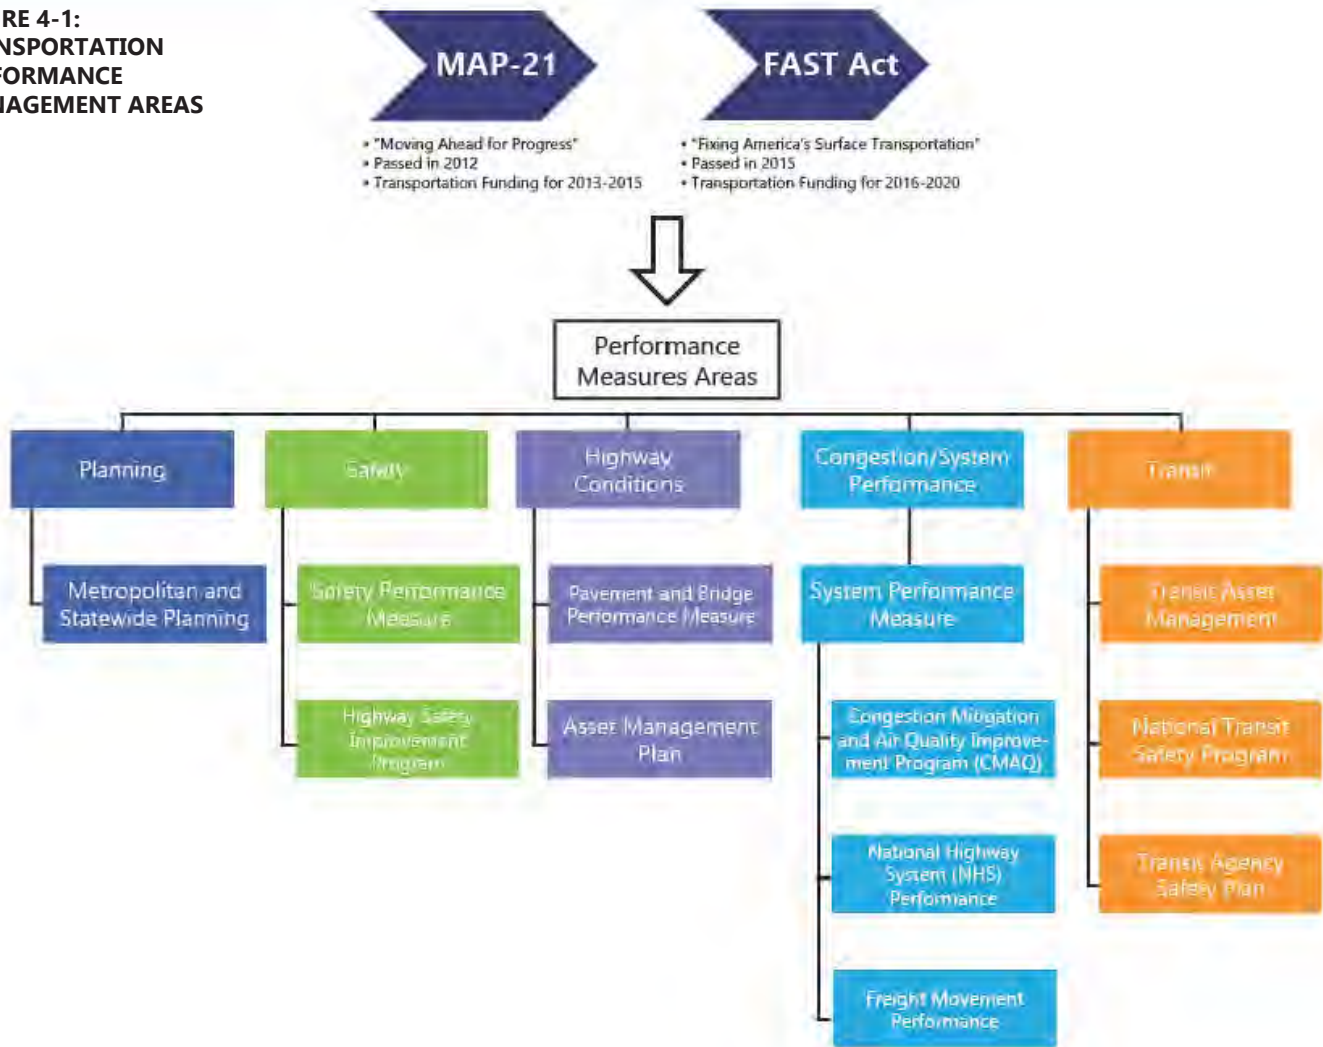 RE 4-1:
NSPORTATION
FORMANCE
NAGEMENT AREAS
MAP-21
• "Moving Ahead for Progress"
• Passed in 2012
• Transportation Funding for 2013-2015
FAST Act
• "Fixing America's Surface Transportation"
• Passed in 2015
• Transportation Funding for 2016-2020
Performance
Measures Areas
Planning
Metropolitan and
Statewide Planning
Safety
Safety Performance
Measure
Highway Safety
Improvement
Program
Highway
Conditions
Pavement and Bridge
Performance Measure
Asset Management
Plan
Congestion/System
Performance
System Performance
Measure
Congestion Mitigation
and Air Quality Improve-
ment Program (CMAQ)
National Highway
System (NHS)
Performance
Freight Movement
Performance
Transit
Transit Asset
Management
National Transit
Safety Program
Transit Agency
Safety Plan